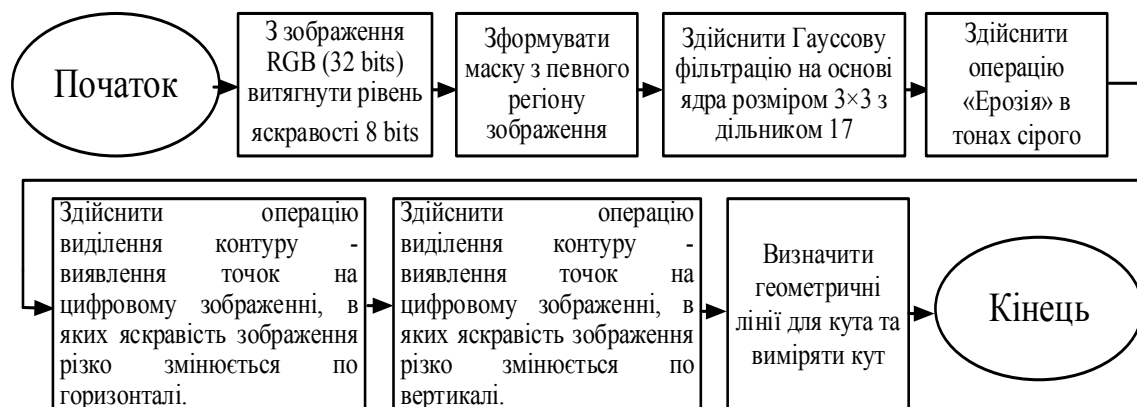 Початок
З зображення
RGB (32 bits)
витягнути рівень
яскравості 8 bits
Зформувати
маску з певного
регіону
зображення
Здійснити Гауссову
фільтрацію на основі
ядра розміром 3×3 з
дільником 17
Здійснити
операцію
«Ерозія» в
тонах сірого
Здійснити операцію
виділення контуру -
виявлення точок на
цифровому зображенні, в
яких яскравість зображення
різко змінюється по
горизонталі.
Здійснити операцію
виділення контуру -
виявлення точок на
цифровому зображенні, в
яких яскравість зображення
різко змінюється по
вертикалі.
Визначити
геометричні
лінії для кута та
виміряти кут
Кінець